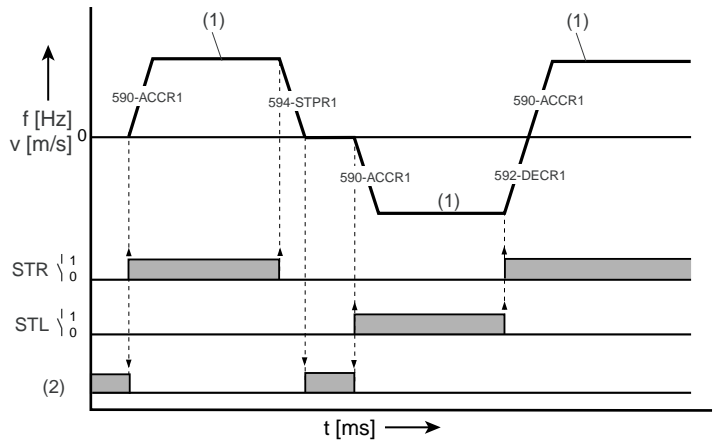 (1)
(1)
590-ACCR1
594-STPR1
590-ACCR1
f [Hz]
v [m/s]
0
590-ACCR1
592-DECR1
(1)
STR 1
0
STL 1
0
(2)
t [ms]